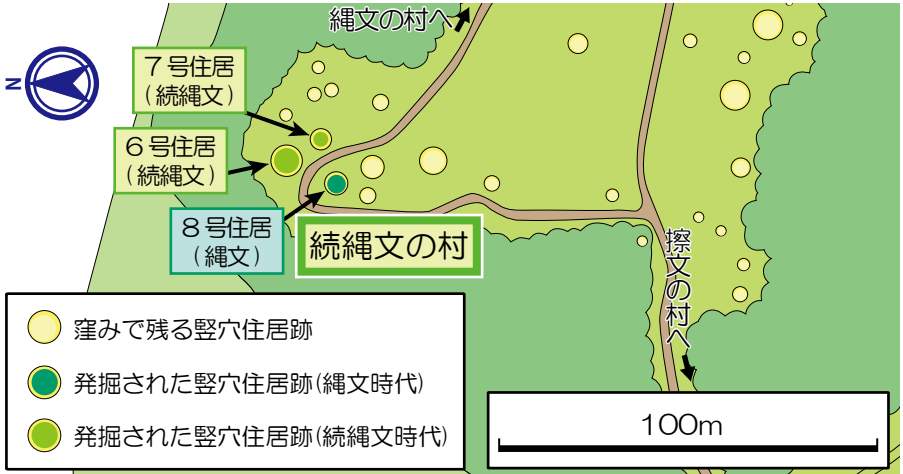 縄文の村へ
N
7号住居
(続縄文)
6号住居
(続縄文)
8号住居
(縄文)
続縄文の村
擦文の村へ
窪みで残る竪穴住居跡
発掘された竪穴住居跡(縄文時代)
発掘された竪穴住居跡(続縄文時代)
100m